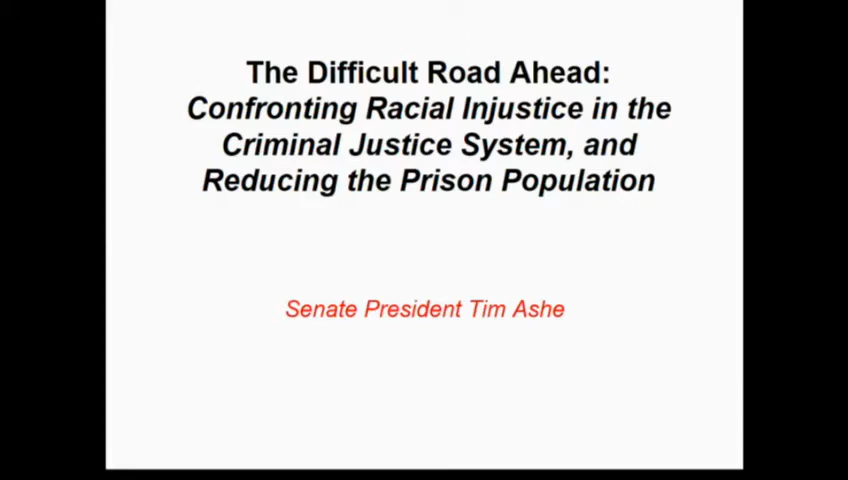 The Difficult Road Ahead:
Confronting Racial Injustice in the
Criminal Justice System, and
Reducing the Prison Population
Senate President Tim Ashe